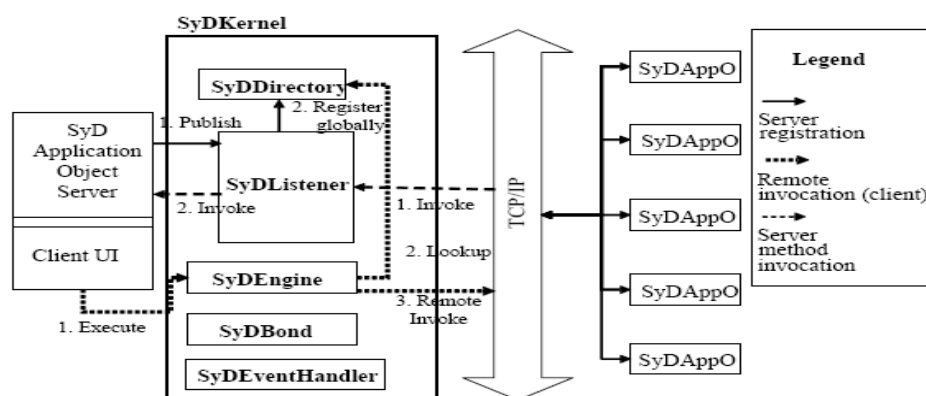 SyDKernel
SyDDirectory
2. Register
globally
1. Publish
SyD
Application
Object
Server
SyDListener
2. Invoke
1. Invoke
Client UI
2. Lookup
SyDEngine
3. Remote
Invoke
1. Execute
SyDBond
SyDEventHandler
TCP/IP
SyDAppO
SyDAppO
SyDAppO
SyDAppO
SyDAppO
Legend
Server
registration
Remote
invocation (client)
Server
method
invocation